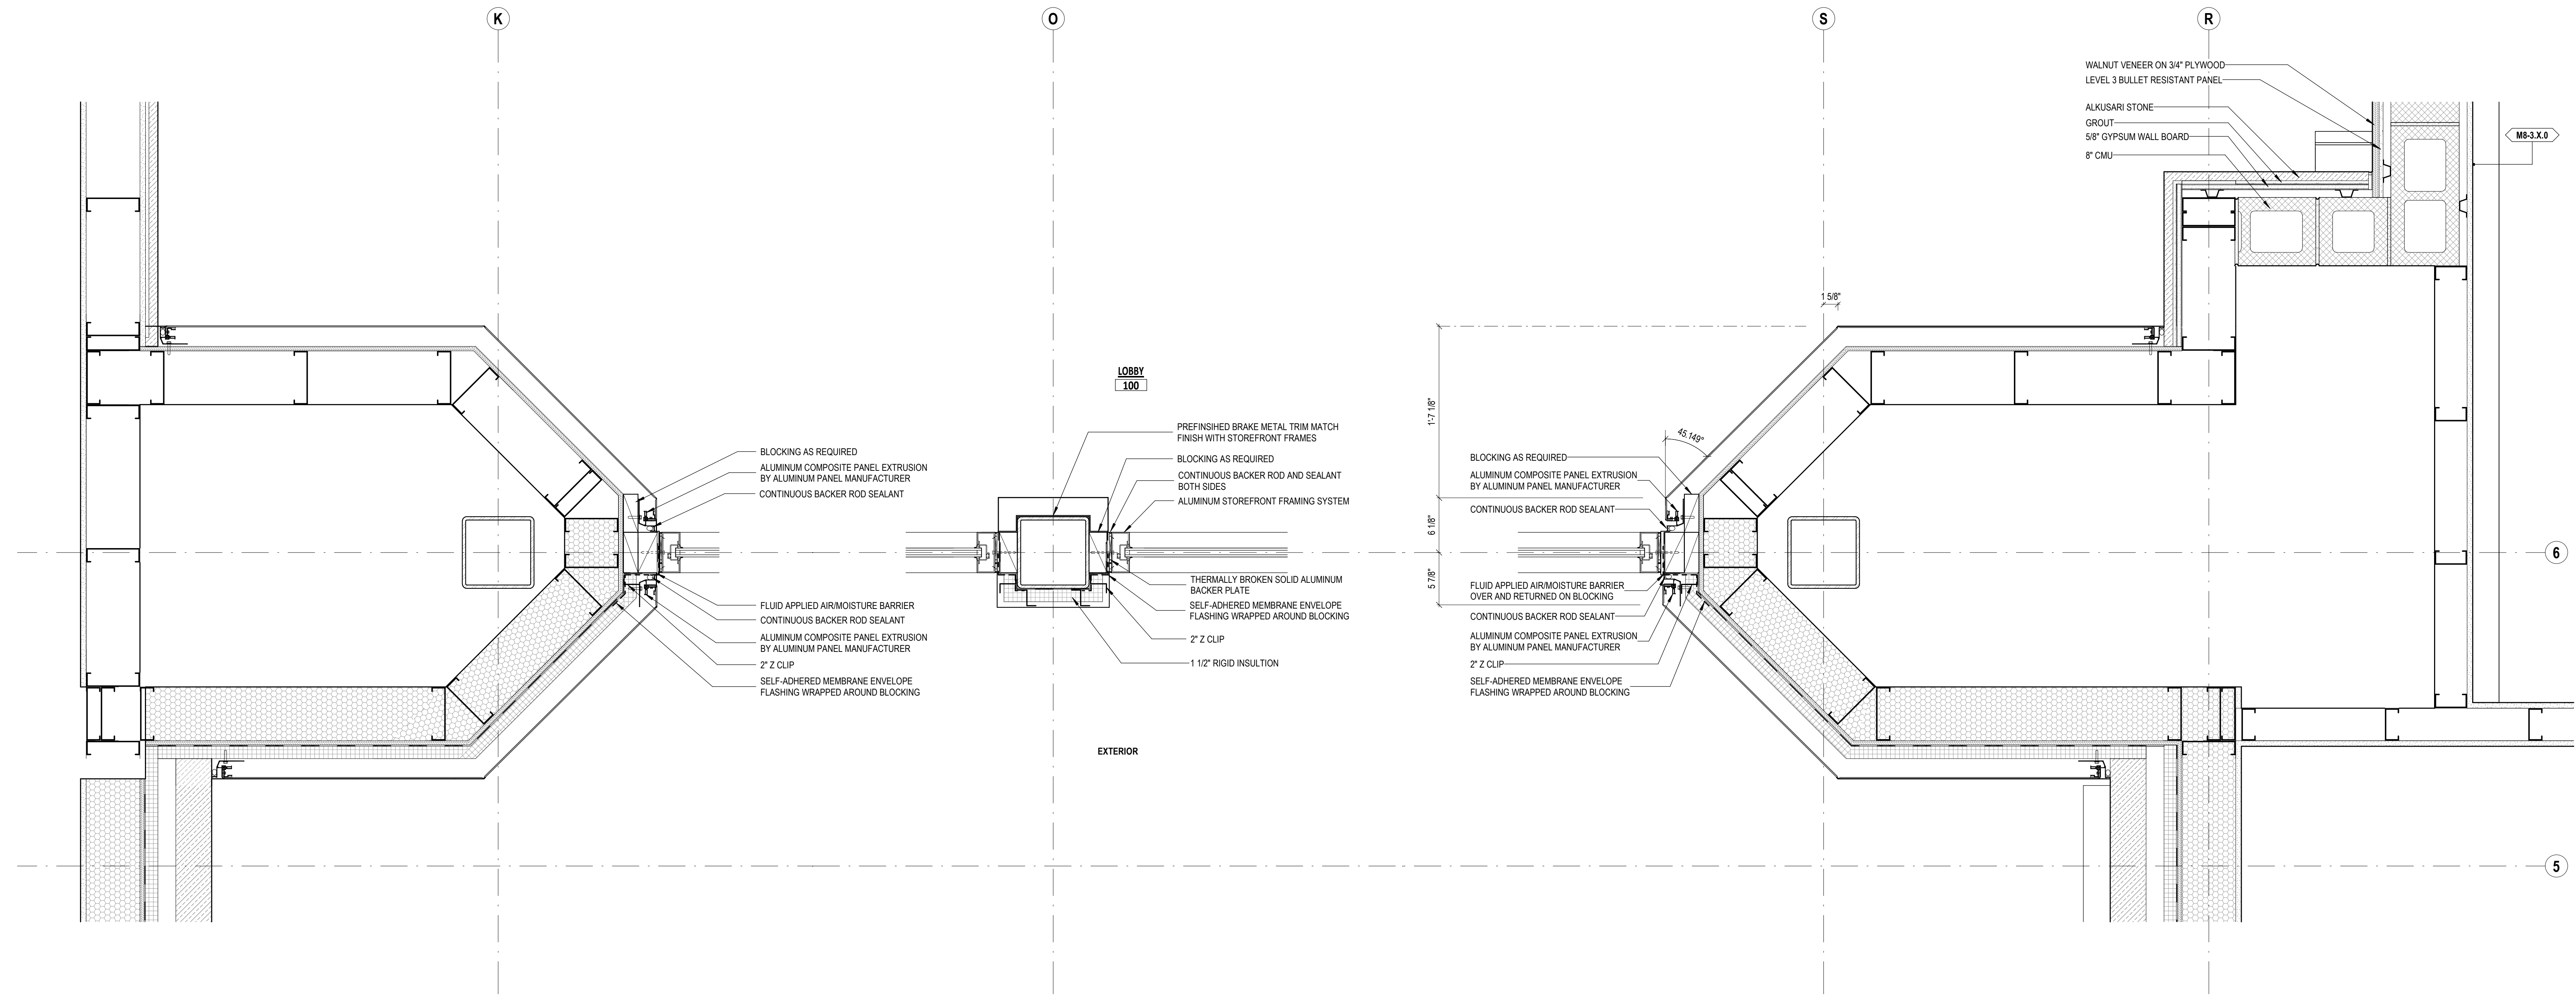 K
O
S
R
WALNUT VENEER ON 3/4" PLYWOOD
LEVEL 3 BULLET RESISTANT PANEL
ALKUSARI STONE
GROUT
5/8" GYPSUM WALL BOARD
8" CMU
M8-3.X.0
1 5/8"
1'-7 1/8"
45.149°
6 1/8"
5 7/8"
LOBBY
100
BLOCKING AS REQUIRED
ALUMINUM COMPOSITE PANEL EXTRUSION
BY ALUMINUM PANEL MANUFACTURER
CONTINUOUS BACKER ROD SEALANT
FLUID APPLIED AIR/MOISTURE BARRIER
CONTINUOUS BACKER ROD SEALANT
ALUMINUM COMPOSITE PANEL EXTRUSION
BY ALUMINUM PANEL MANUFACTURER
2" Z CLIP
SELF-ADHERED MEMBRANE ENVELOPE
FLASHING WRAPPED AROUND BLOCKING
PREFINSIHED BRAKE METAL TRIM MATCH
FINISH WITH STOREFRONT FRAMES
BLOCKING AS REQUIRED
CONTINUOUS BACKER ROD AND SEALANT
BOTH SIDES
ALUMINUM STOREFRONT FRAMING SYSTEM
THERMALLY BROKEN SOLID ALUMINUM
BACKER PLATE
SELF-ADHERED MEMBRANE ENVELOPE
FLASHING WRAPPED AROUND BLOCKING
2" Z CLIP
1 1/2" RIGID INSULTION
EXTERIOR
BLOCKING AS REQUIRED
ALUMINUM COMPOSITE PANEL EXTRUSION
BY ALUMINUM PANEL MANUFACTURER
CONTINUOUS BACKER ROD SEALANT
FLUID APPLIED AIR/MOISTURE BARRIER
OVER AND RETURNED ON BLOCKING
CONTINUOUS BACKER ROD SEALANT
ALUMINUM COMPOSITE PANEL EXTRUSION
BY ALUMINUM PANEL MANUFACTURER
2" Z CLIP
SELF-ADHERED MEMBRANE ENVELOPE
FLASHING WRAPPED AROUND BLOCKING
6
5